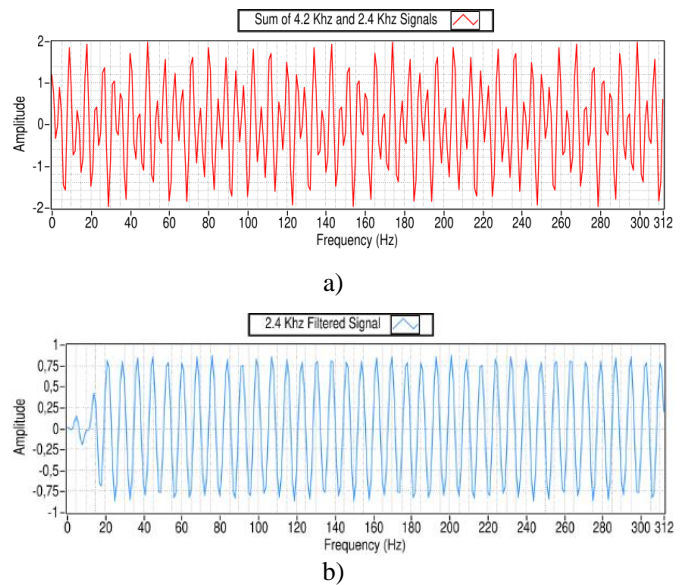 Sum of 4.2 Khz and 2.4 Khz Signals
Amplitude
2
1
0
-1
-2
0 20 40 60 80 100 120 140 160 180 200 220 240 260 280 300 312
Frequency (Hz)
a)
2.4 Khz Filtered Signal
Amplitude
1
0,75
0,5
0,25
0
-0,25
-0,5
-0,75
-1
0 20 40 60 80 100 120 140 160 180 200 220 240 260 280 300 312
Frequency (Hz)
b)